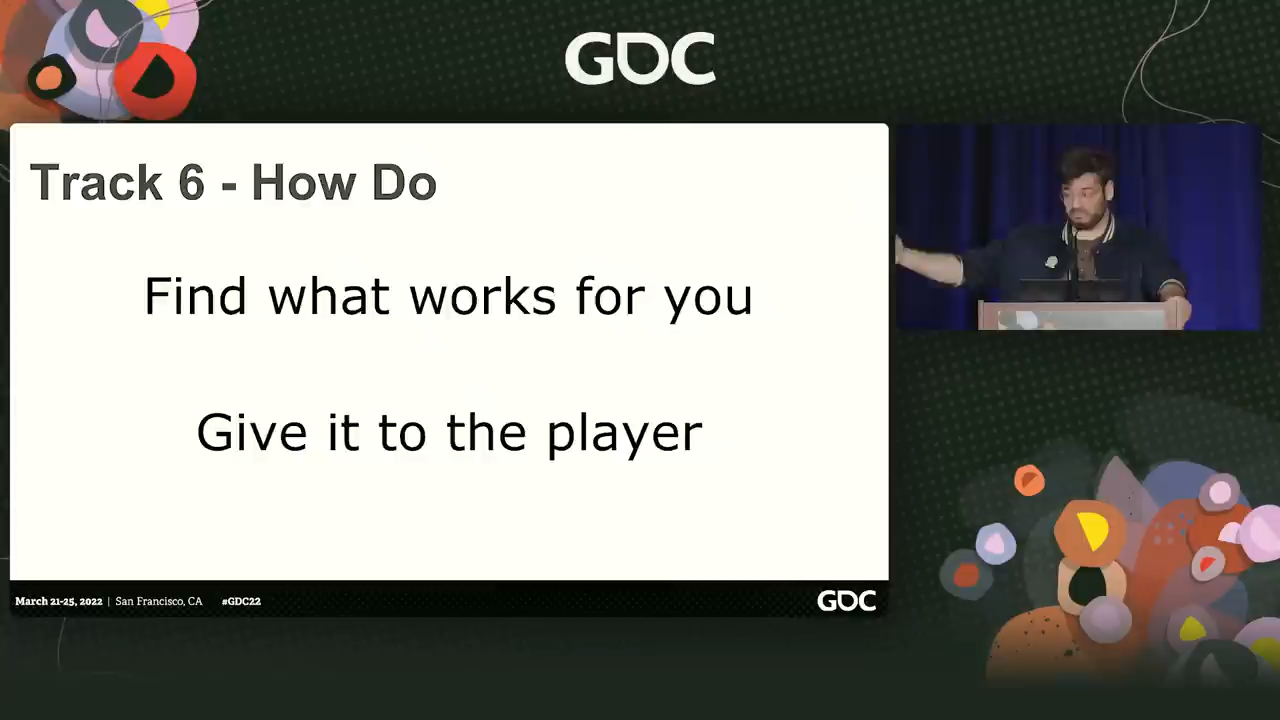 GDC
Track 6 - How Do
Find what works for you
Give it to the player
March 21-25, 2022 | San Francisco, CA #GDC22
GDC